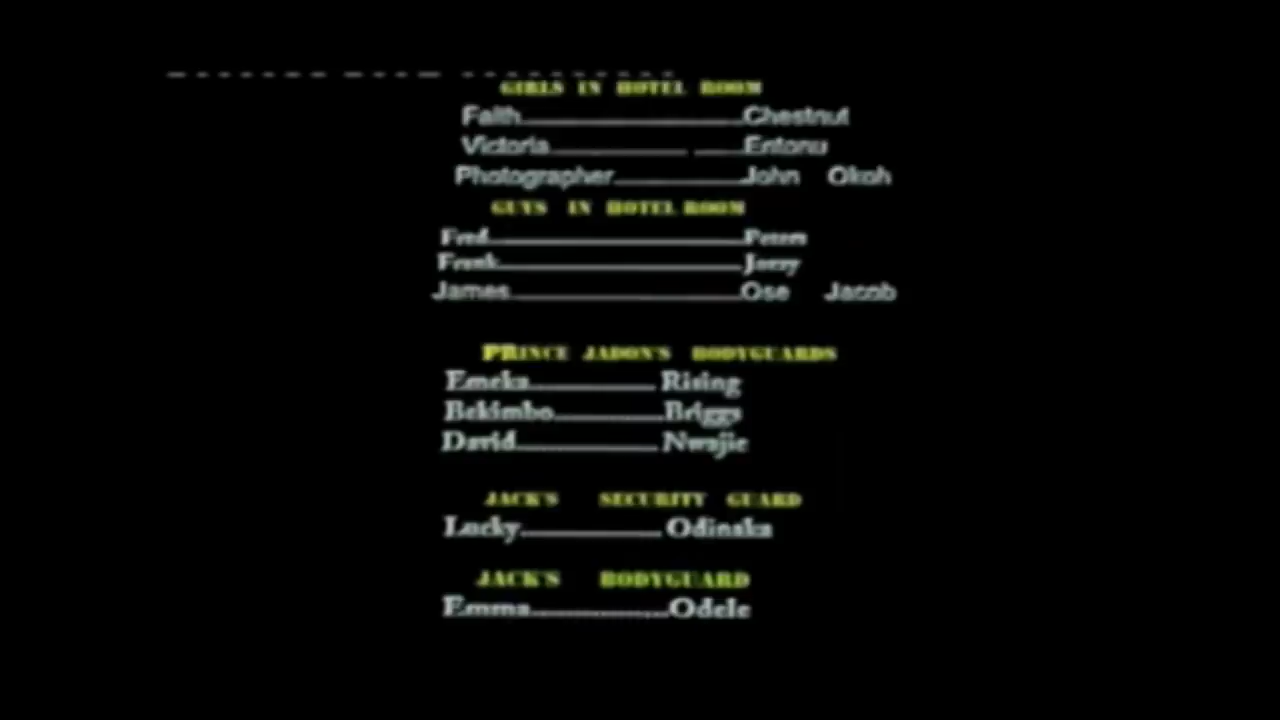 GIRLS IN HOTEL ROOM
Faith Chestnut
Victoria Entonu
Photographer John Okoh
GUYS IN HOTEL ROOM
Fred Peters
Frank Joezy
James Ose Jacob
PRINCE JADON'S BODYGUARDS
Emeka Rising
Bekimbo Briggs
David Nwajie
JACK'S SECURITY GUARD
Lucky Odinaka
JACK'S BODYGUARD
Emma Odele